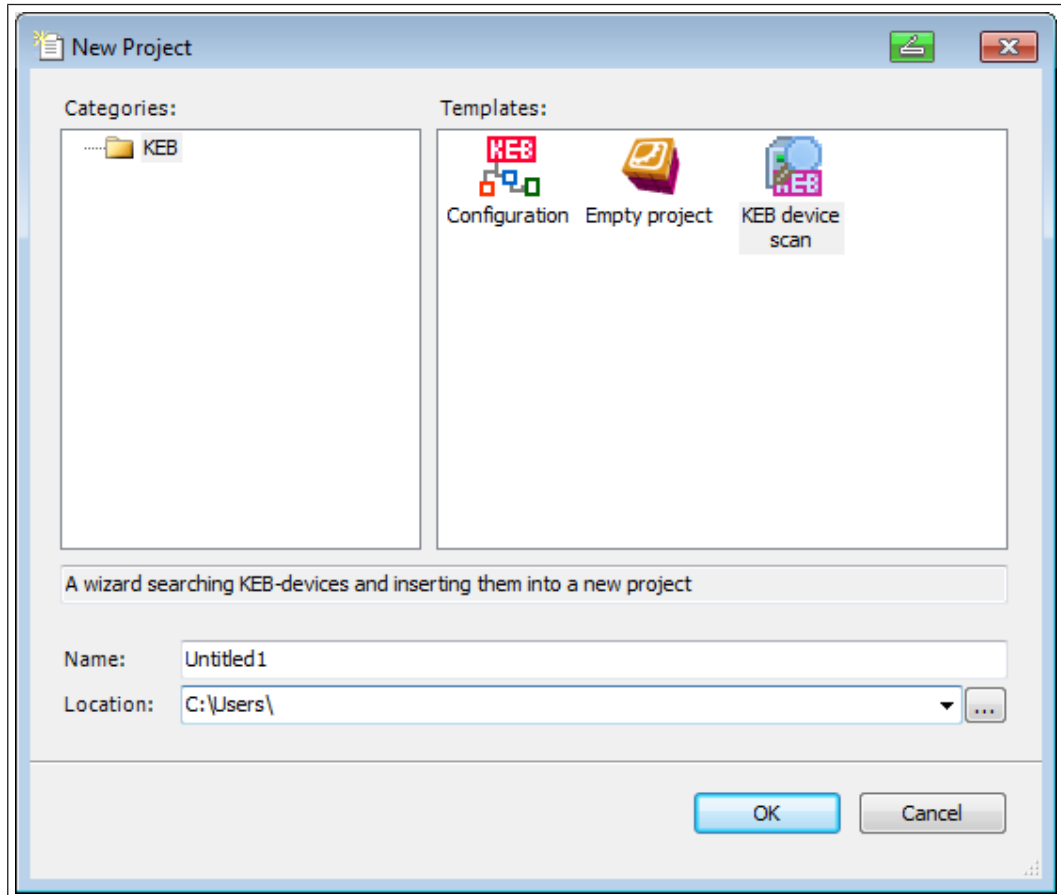 New Project
Categories:
Templates:
KEB
KEB
KEB
Configuration
Empty project
KEB device
scan
A wizard searching KEB-devices and inserting them into a new project
Name:
Untitled1
Location:
C:\Users\
...
OK
Cancel